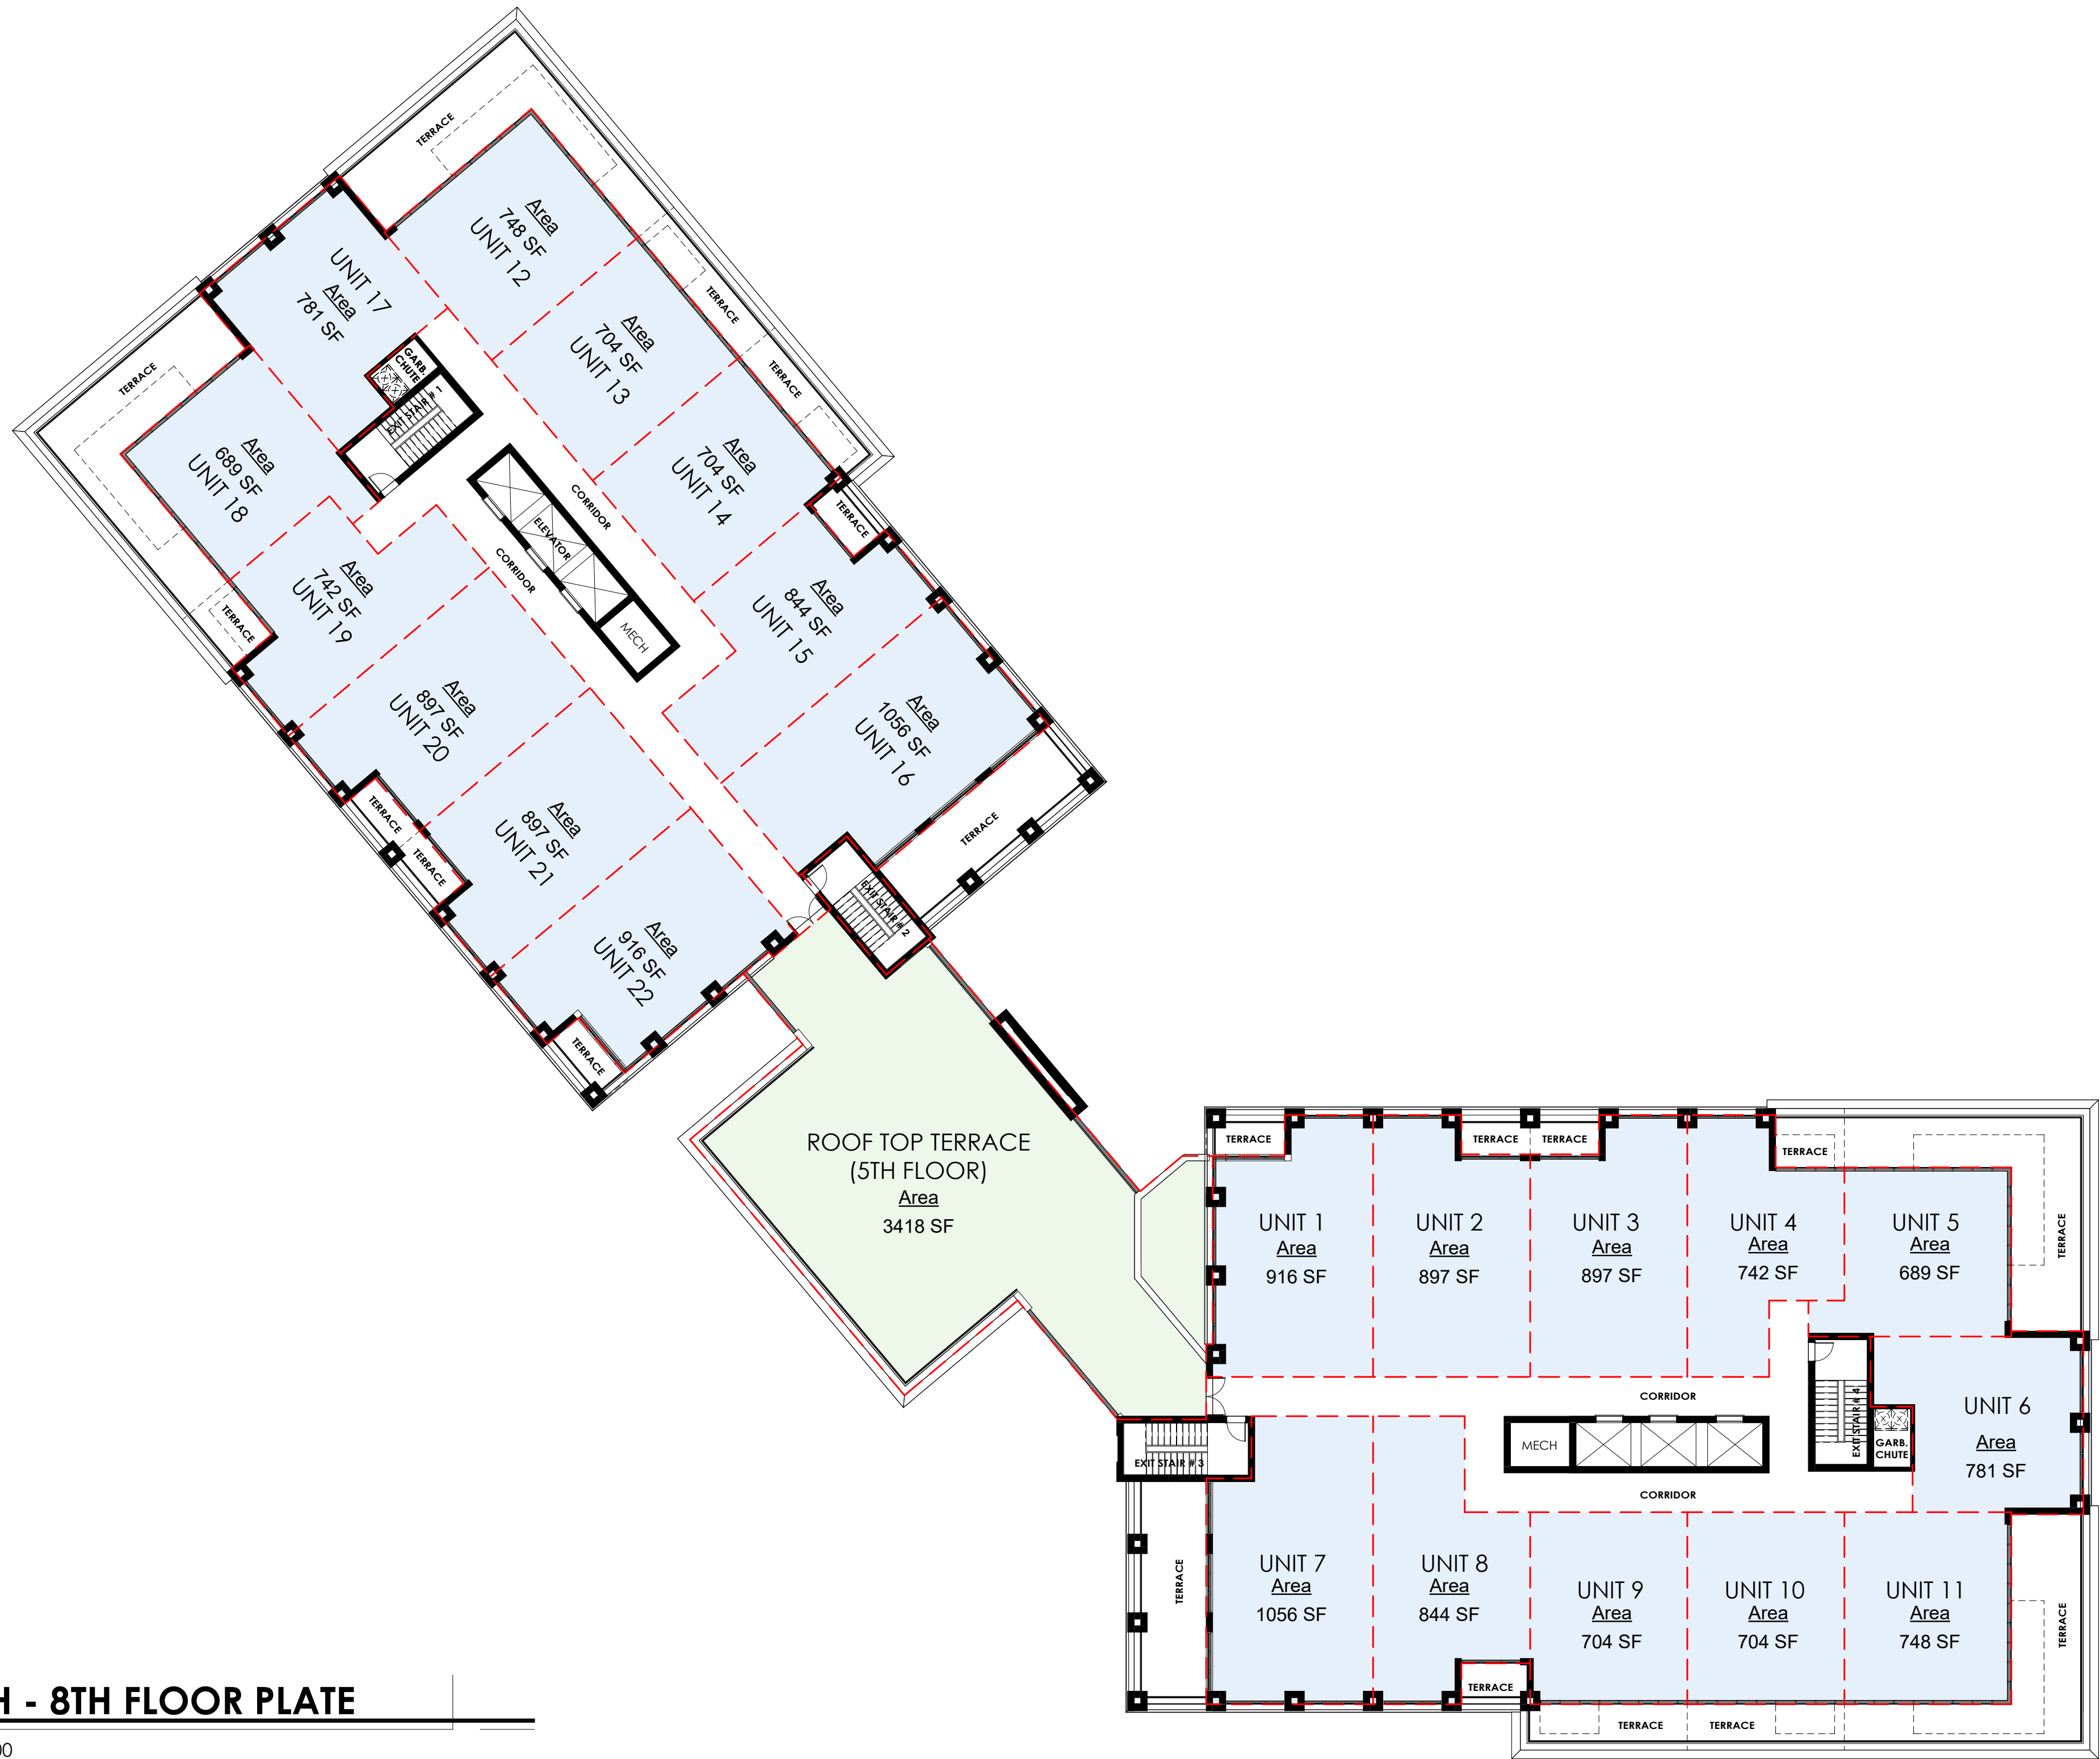 TERRACE
Area
748 SF
UNIT 12
UNIT 17
Area
781 SF
GARB.
CHUTE
EXIT STAIR # 1
TERRACE
Area
704 SF
UNIT 13
TERRACE
TERRACE
TERRACE
Area
689 SF
UNIT 18
Area
704 SF
UNIT 14
CORRIDOR
ELEVATOR
CORRIDOR
MECH
TERRACE
Area
742 SF
UNIT 19
TERRACE
Area
844 SF
UNIT 15
Area
897 SF
UNIT 20
Area
1056 SF
UNIT 16
TERRACE
TERRACE
TERRACE
Area
897 SF
UNIT 21
EXIT STAIR # 2
Area
916 SF
UNIT 22
TERRACE
ROOF TOP TERRACE
(5TH FLOOR)
Area
3418 SF
TERRACE
TERRACE
TERRACE
TERRACE
TERRACE
UNIT 1
Area
916 SF
UNIT 2
Area
897 SF
UNIT 3
Area
897 SF
UNIT 4
Area
742 SF
UNIT 5
Area
689 SF
CORRIDOR
MECH
EXIT STAIR # 4
GARB.
CHUTE
UNIT 6
Area
781 SF
EXIT STAIR # 3
CORRIDOR
TERRACE
UNIT 7
Area
1056 SF
UNIT 8
Area
844 SF
UNIT 9
Area
704 SF
UNIT 10
Area
704 SF
UNIT 11
Area
748 SF
TERRACE
TERRACE
TERRACE
TERRACE
H - 8TH FLOOR PLATE
00